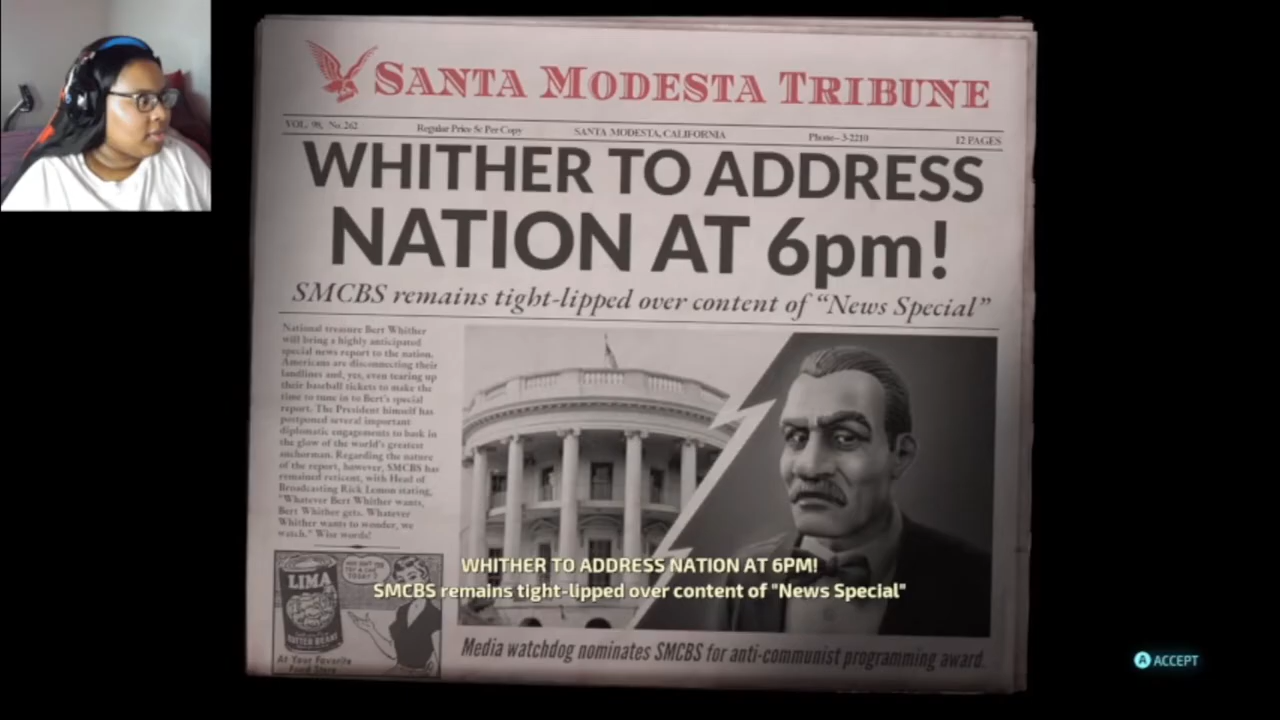 SANTA MODESTA TRIBUNE
VOL. 98, No.262 Regular Price 5c Per Copy SANTA MODESTA, CALIFORNIA Phone- 3-2210 12 PAGES
WHITHER TO ADDRESS
NATION AT 6pm!
SMCBS remains tight-lipped over content of "News Special"
National treasure Bert Whither
will bring a highly anticipated
special news report to the nation.
Americans are disconnecting their
landlines and, yes, even tearing up
their baseball tickets to make the
time to tune in to Bert's special
report. The President himself has
postponed several important
diplomatic engagements to bask in
the glow of the world's greatest
anchorman. Regarding the nature
of the report, however, SMCBS has
remained reticent, with Head of
Broadcasting Rick Lemon stating,
"Whatever Bert Whither wants,
Bert Whither gets. Whatever
Whither wants to wonder, we
watch." Wise words!
LIMA
BUTTER BEANS
WHY DON'T YOU
TRY A CAN
TODAY?
At Your Favorite
Food Store
WHITHER TO ADDRESS NATION AT 6PM!
SMCBS remains tight-lipped over content of "News Special"
Media watchdog nominates SMCBS for anti-communist programming award.
A ACCEPT